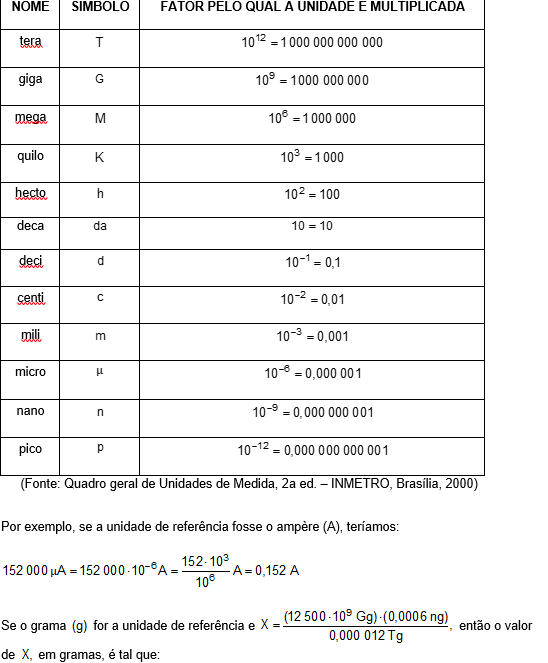 NOME SÍMBOLO FATOR PELO QUAL A UNIDADE É MULTIPLICADA
tera T 10^12 = 1 000 000 000 000
giga G 10^9 = 1000 000 000
mega M 10^6 = 1 000 000
quilo K 10^3 = 1 000
hecto h 10^2 = 100
deca da 10 = 10
deci d 10^−1 = 0,1
centi c 10^−2 = 0,01
mili m 10^−3 = 0,001
micro μ 10^−6 = 0,000 001
nano n 10^−9 = 0,000 000 001
pico p 10^−12 = 0,000 000 000 001
(Fonte: Quadro geral de Unidades de Medida, 2a ed. – INMETRO, Brasília, 2000)
Por exemplo, se a unidade de referência fosse o ampère (A), teríamos:
152 000 μA = 152 000 · 10^−6 A = (152 · 10^3)/(10^6) A = 0,152 A
Se o grama (g) for a unidade de referência e X = ((12 500 · 10^9 Gg) · (0,0006 ng))/(0,000 012 Tg), então o valor
de X, em gramas, é tal que: